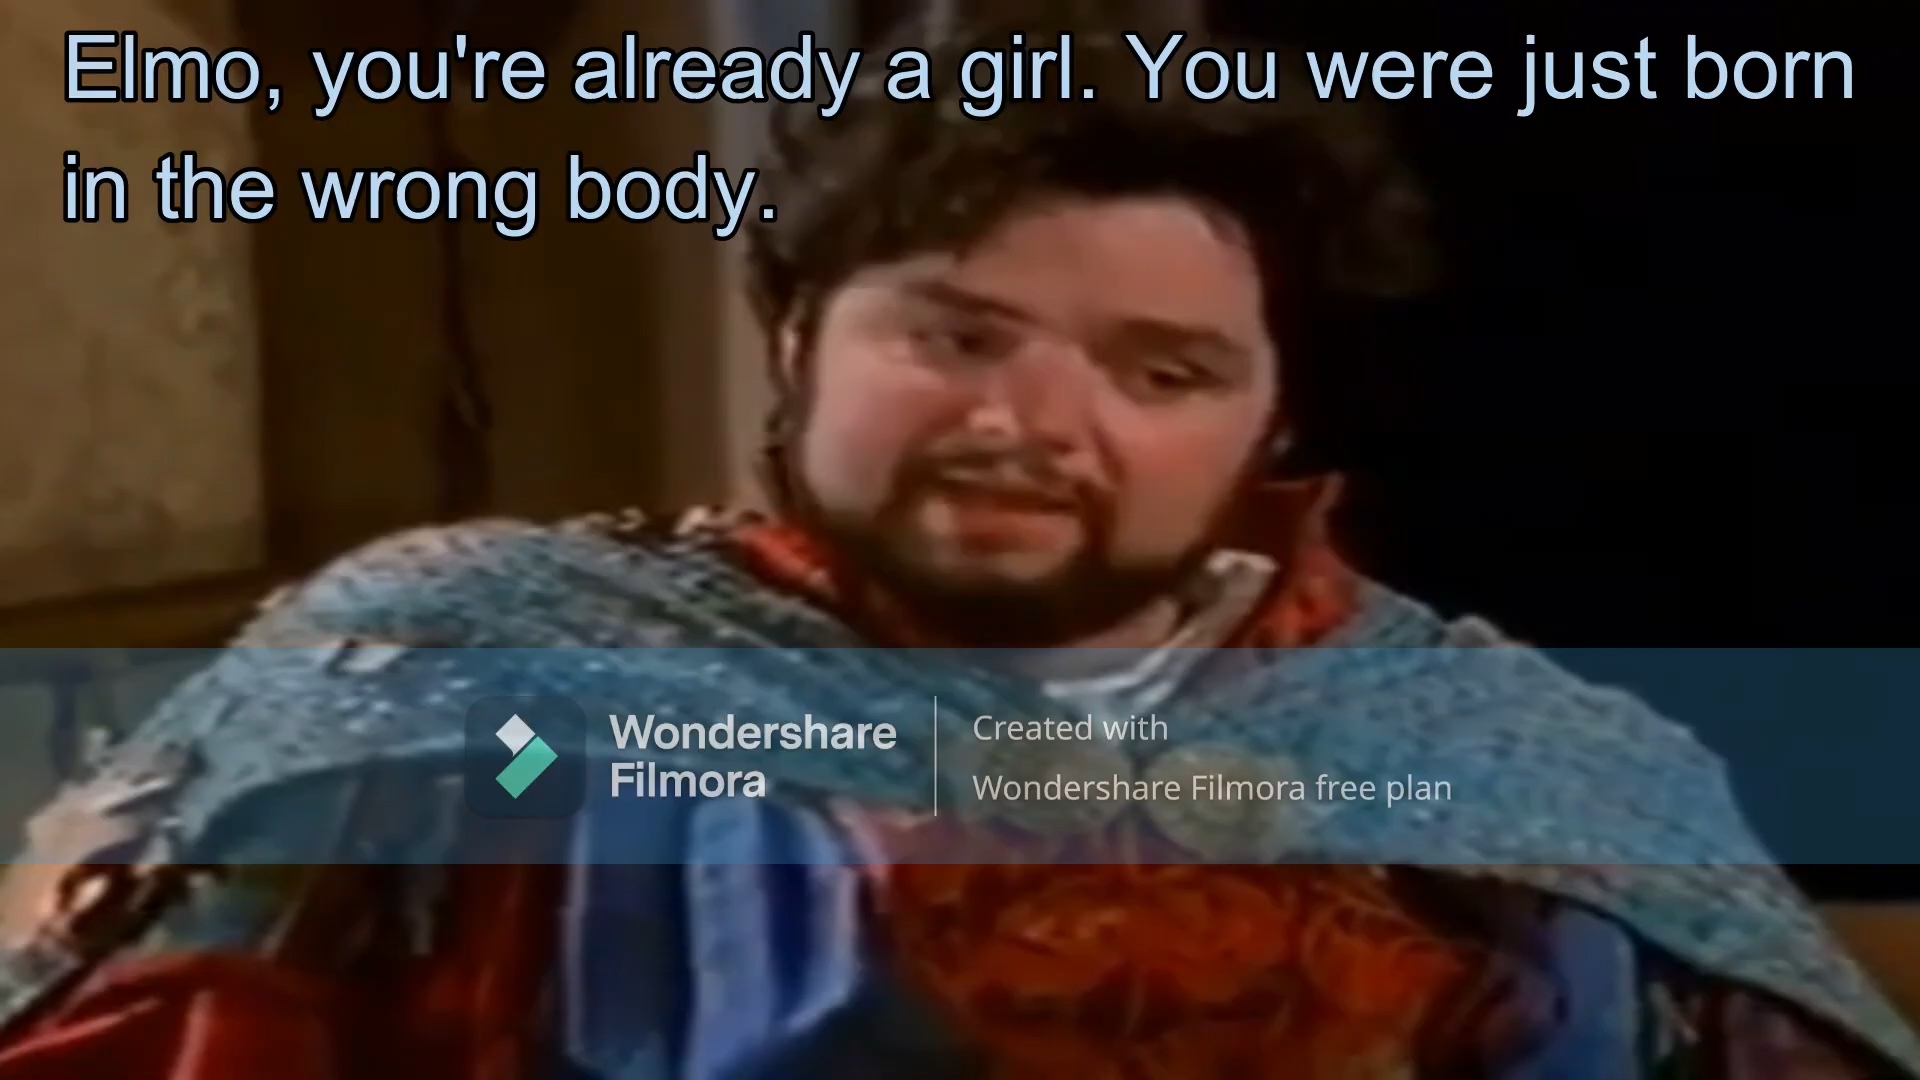 Elmo, you're already a girl. You were just born
in the wrong body.
Wondershare
Filmora
Created with
Wondershare Filmora free plan